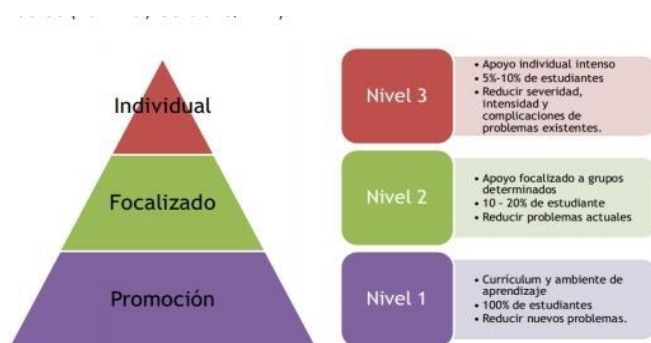 Individual
Focalizado
Promoción
Nivel 3
• Apoyo individual intenso
• 5%-10% de estudiantes
• Reducir severidad,
intensidad y
complicaciones de
problemas existentes.
Nivel 2
• Apoyo focalizado a grupos
determinados
• 10 - 20% de estudiante
• Reducir problemas actuales
Nivel 1
• Currículum y ambiente de
aprendizaje
• 100% de estudiantes
• Reducir nuevos problemas.